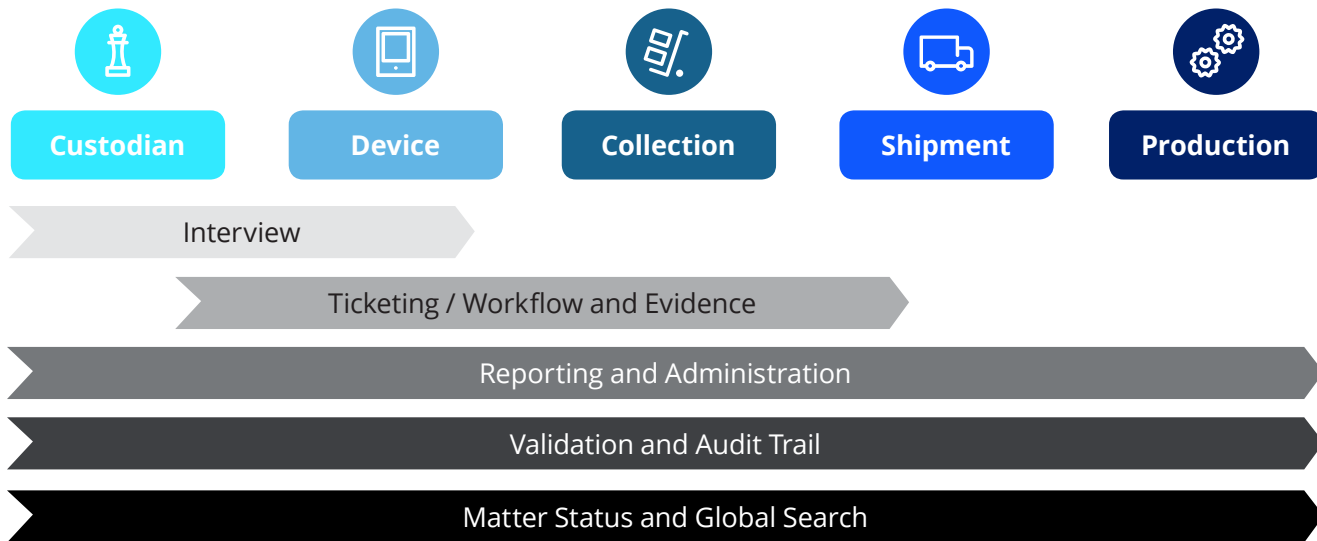 Custodian
Device
Collection
Shipment
Production
Interview
Ticketing / Workflow and Evidence
Reporting and Administration
Validation and Audit Trail
Matter Status and Global Search